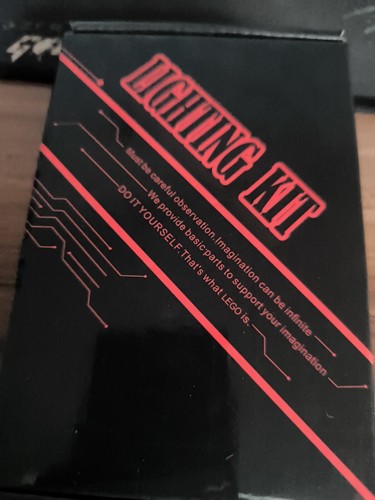 LIGHTING KIT
Must be careful observation.Imagination can be infinite
We provide basic parts to support your imagination
DO IT YOURSELF.That's what LEGO is.